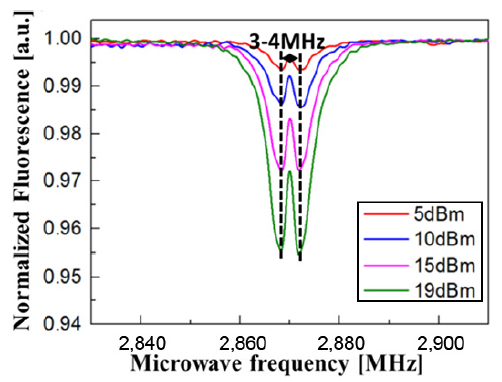 Normalized Fluorescence [a.u.]
1.00
0.99
0.98
0.97
0.96
0.95
0.94
3-4MHz
5dBm
10dBm
15dBm
19dBm
2,840 2,860 2,880 2,900
Microwave frequency [MHz]